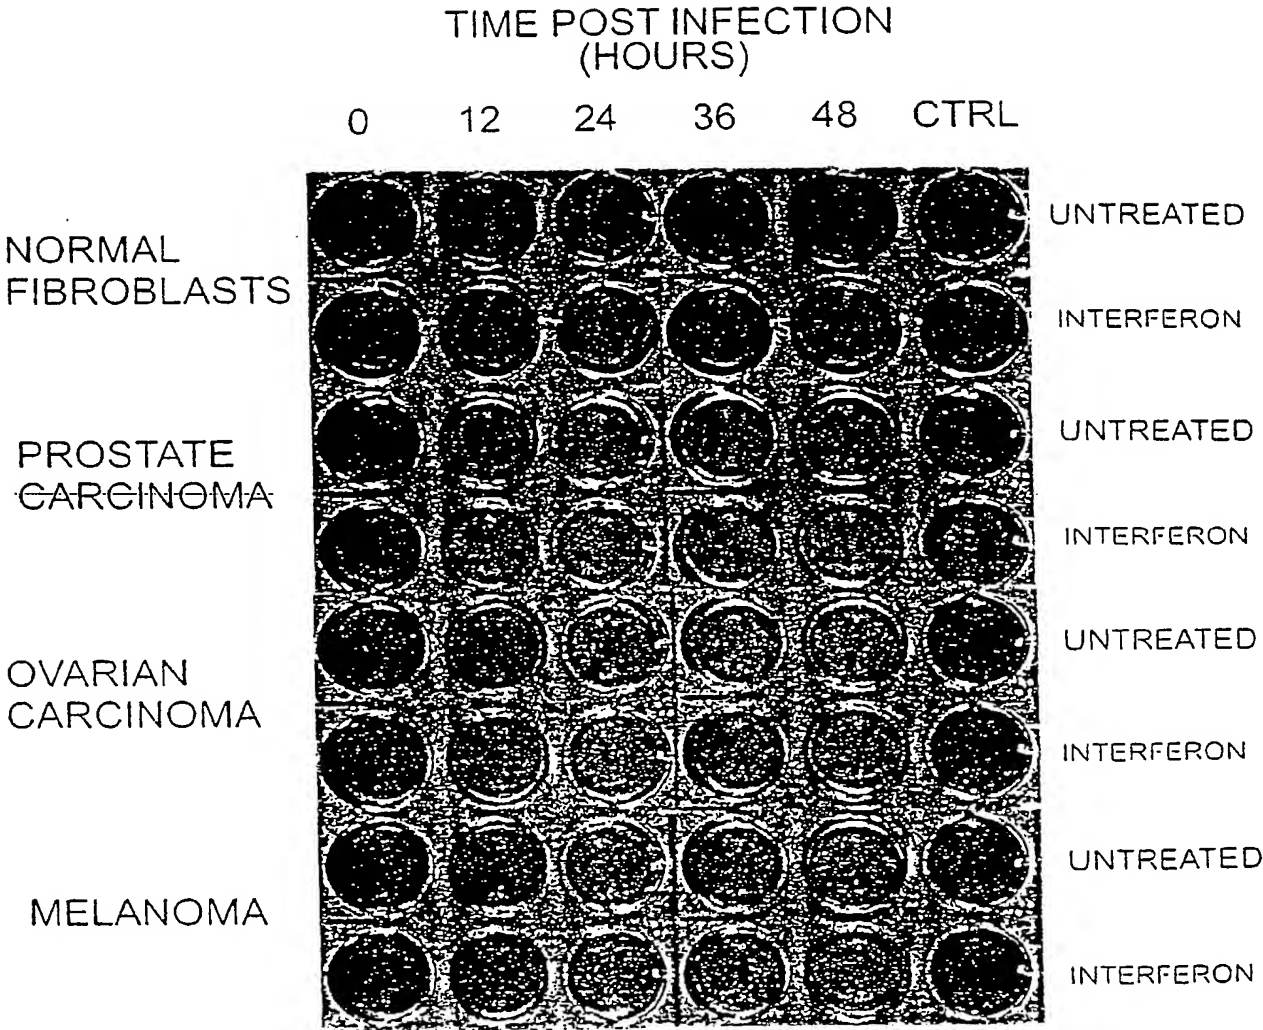 TIME POST INFECTION
(HOURS)
0 12 24 36 48 CTRL
UNTREATED
NORMAL
FIBROBLASTS
INTERFERON
UNTREATED
PROSTATE
CARCINOMA
INTERFERON
UNTREATED
OVARIAN
CARCINOMA
INTERFERON
UNTREATED
MELANOMA
INTERFERON